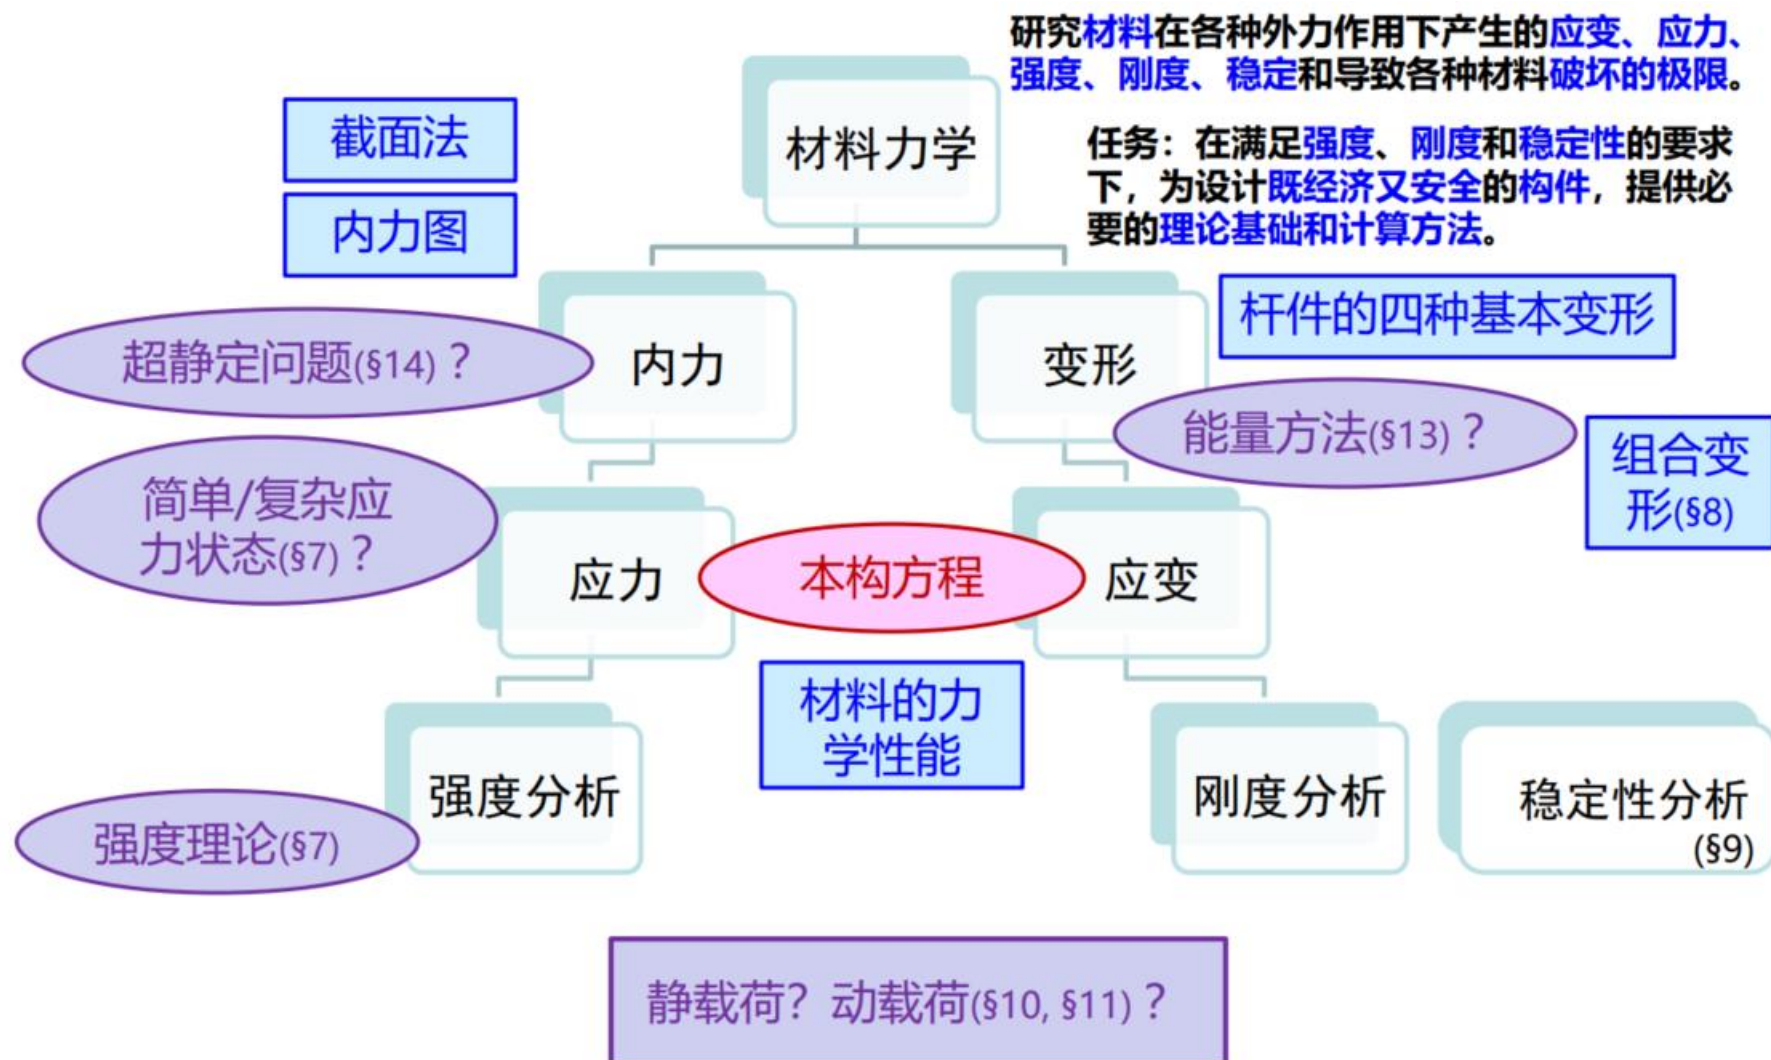 研究材料在各种外力作用下产生的应变、应力、
强度、刚度、稳定和导致各种材料破坏的极限。
任务：在满足强度、刚度和稳定性的要求
下，为设计既经济又安全的构件，提供必
要的理论基础和计算方法。
材料力学
截面法
内力图
杆件的四种基本变形
超静定问题(§14)？
内力
变形
能量方法(§13)？
组合变
形(§8)
简单/复杂应
力状态(§7)？
应力
本构方程
应变
材料的力
学性能
强度分析
刚度分析
稳定性分析
(§9)
强度理论(§7)
静载荷？动载荷(§10, §11)？